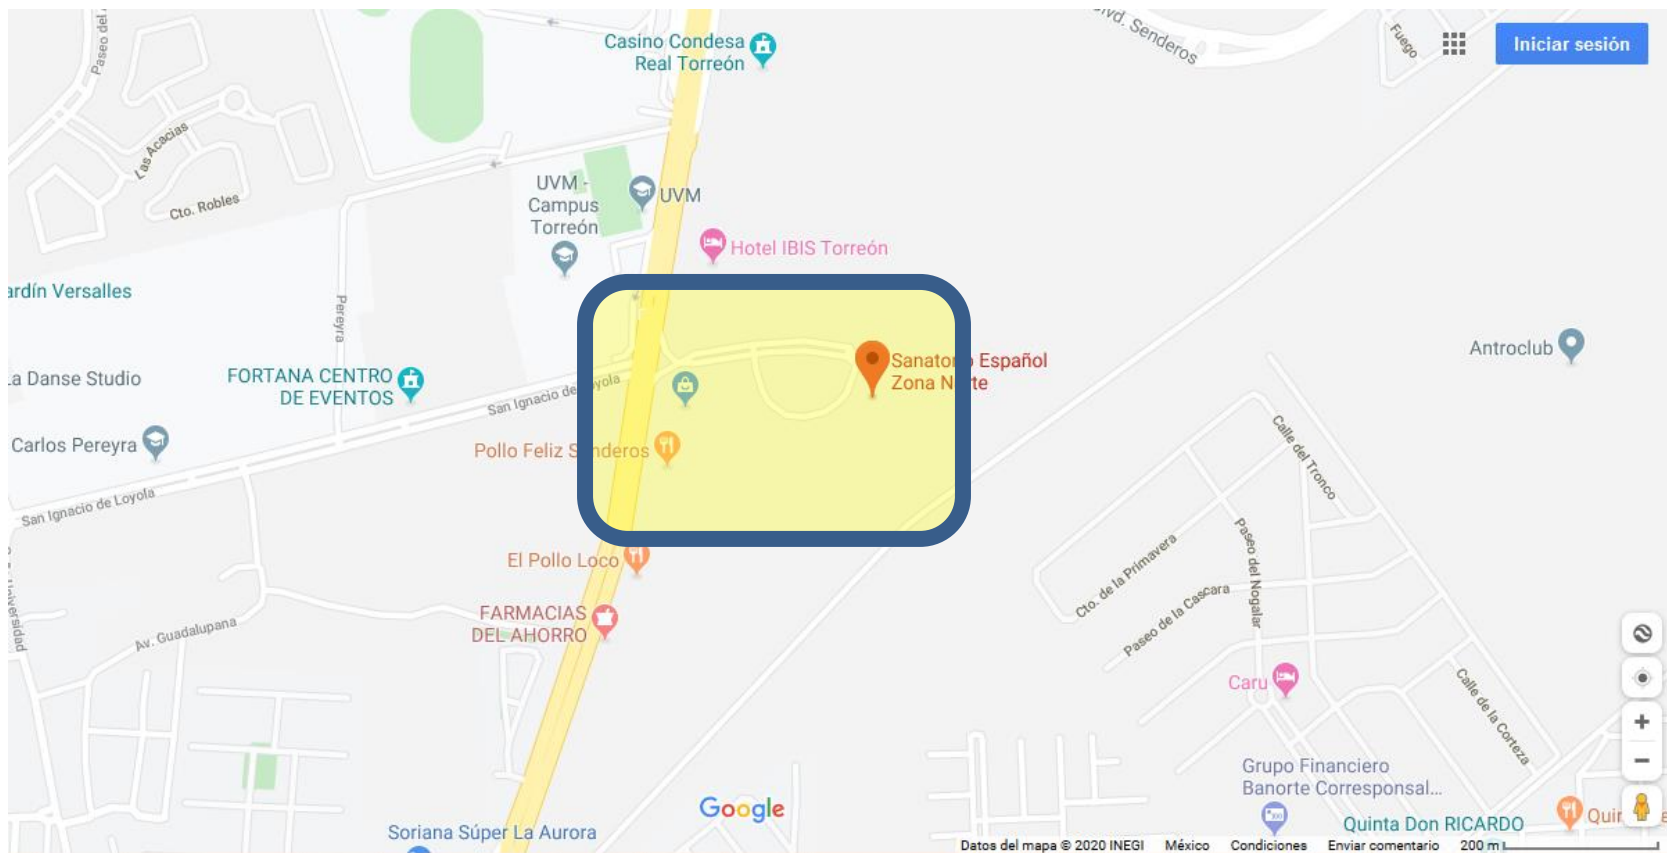 Paseo del
Casino Condesa
Real Torreón
Blvd. Senderos
Fuego
Iniciar sesión
Las Acacias
Cto. Robles
UVM -
Campus
Torreón
UVM
Hotel IBIS Torreón
ardín Versalles
Pereyra
a Danse Studio
FORTANA CENTRO
DE EVENTOS
San Ignacio de Loyola
Sanatorio Español
Zona Norte
Antroclub
Carlos Pereyra
Pollo Feliz Senderos
San Ignacio de Loyola
Calle del Tronco
El Pollo Loco
Cto. de la Primavera
Paseo del Nogalar
Paseo de la Cascara
FARMACIAS
DEL AHORRO
Av. Guadalupana
Universidad
Caru
Calle de la Corteza
Grupo Financiero
Banorte Corresponsal...
Google
Soriana Súper La Aurora
Quinta Don RICARDO
Datos del mapa © 2020 INEGI México Condiciones Enviar comentario 200 m